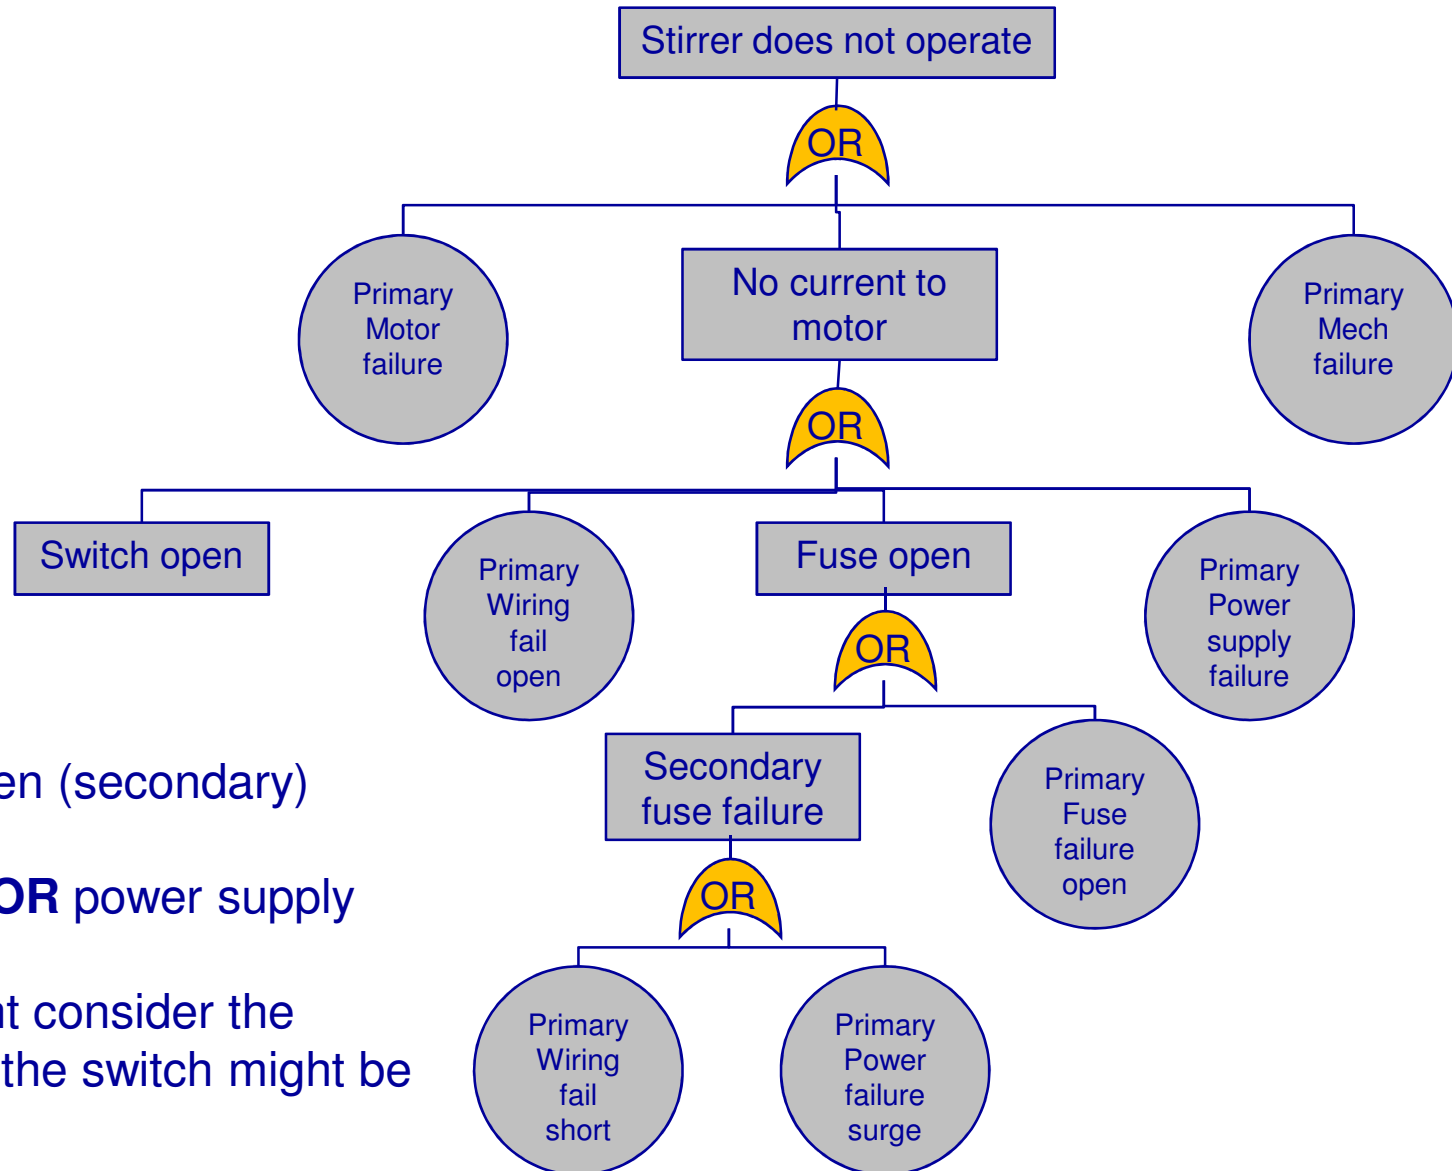 Stirrer does not operate
OR
Primary
Motor
failure
No current to
motor
Primary
Mech
failure
OR
Switch open
Primary
Wiring
fail
open
Fuse open
Primary
Power
supply
failure
OR
Secondary
fuse failure
Primary
Fuse
failure
open
OR
Primary
Wiring
fail
short
Primary
Power
failure
surge
en (secondary)
OR power supply
nt consider the
the switch might be